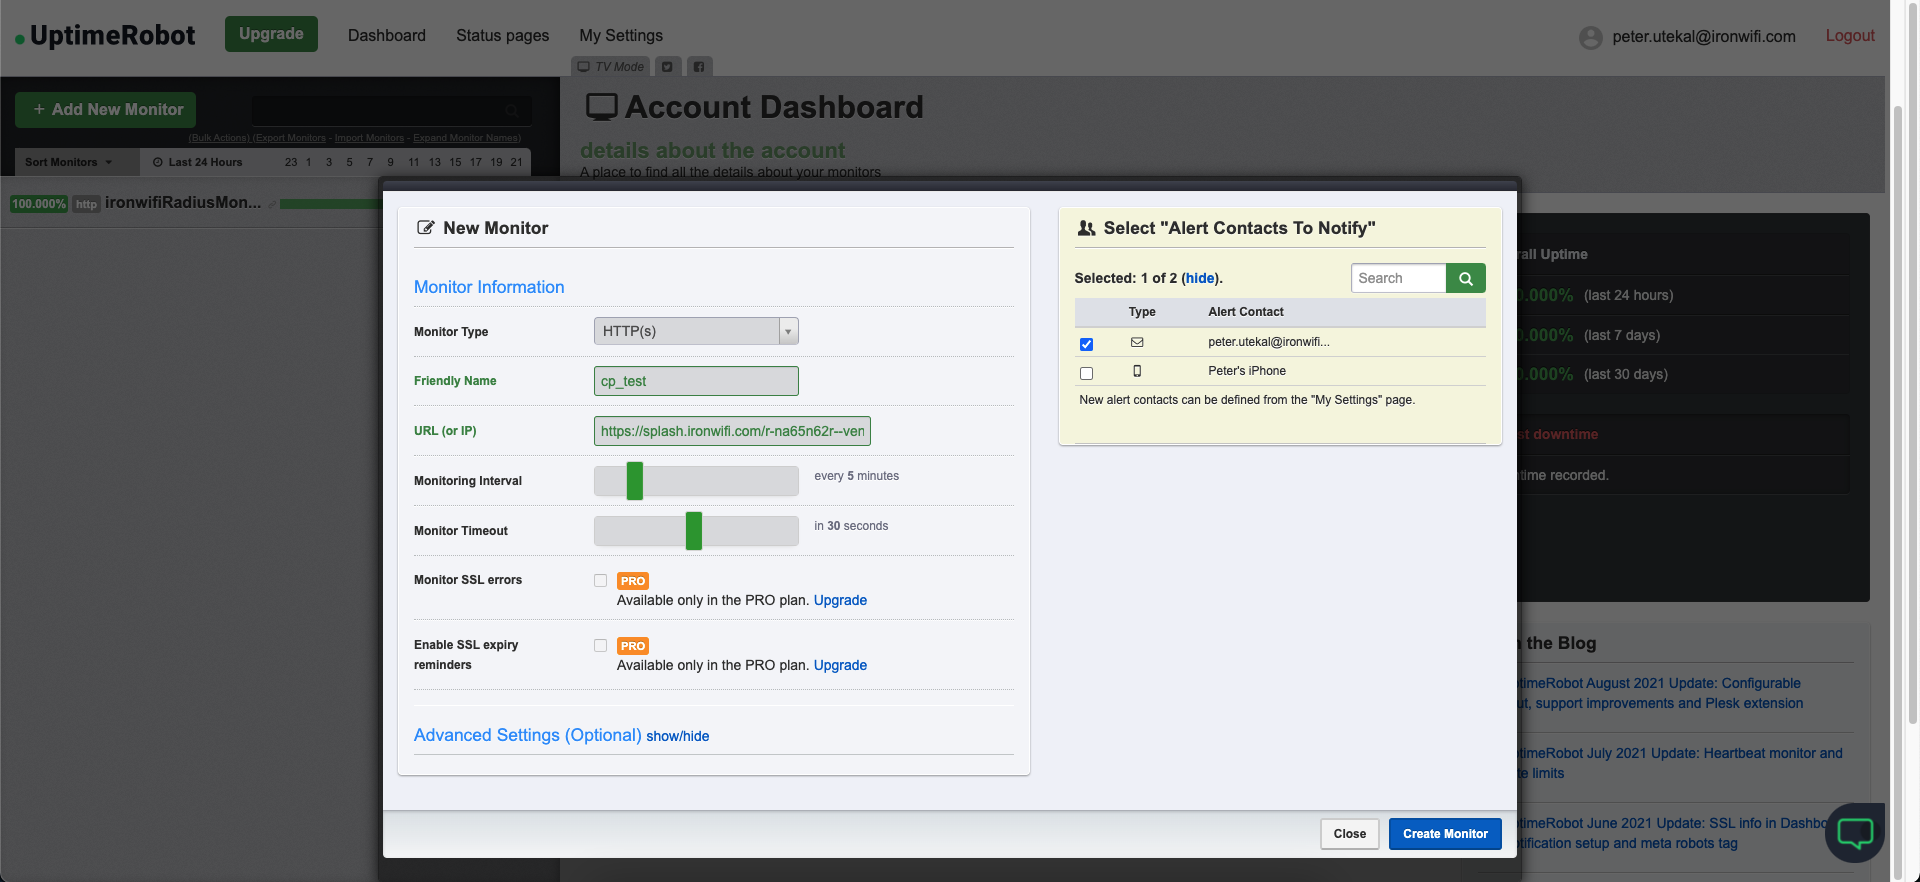 UptimeRobot
Upgrade
Dashboard
Status pages
My Settings
peter.utekal@ironwifi.com
Logout
TV Mode
+ Add New Monitor
(Bulk Actions) (Export Monitors - Import Monitors - Expand Monitor Names)
Sort Monitors
Last 24 Hours
23 1 3 5 7 9 11 13 15 17 19 21
100.000% http ironwifiRadiusMon...
Account Dashboard
details about the account
A place to find all the details about your monitors
New Monitor
Monitor Information
Monitor Type
HTTP(s)
Friendly Name
cp_test
URL (or IP)
https://splash.ironwifi.com/r-na65n62r--ven
Monitoring Interval
every 5 minutes
Monitor Timeout
in 30 seconds
Monitor SSL errors
PRO
Available only in the PRO plan. Upgrade
Enable SSL expiry
reminders
PRO
Available only in the PRO plan. Upgrade
Advanced Settings (Optional) show/hide
Select "Alert Contacts To Notify"
Selected: 1 of 2 (hide).
Search
Type
Alert Contact
peter.utekal@ironwifi...
Peter's iPhone
New alert contacts can be defined from the "My Settings" page.
Close
Create Monitor
Uptime
.000% (last 24 hours)
.000% (last 7 days)
.000% (last 30 days)
downtime
recorded.
the Blog
timeRobot August 2021 Update: Configurable
, support improvements and Plesk extension
timeRobot July 2021 Update: Heartbeat monitor and
limits
timeRobot June 2021 Update: SSL info in Dashbo
tification setup and meta robots tag